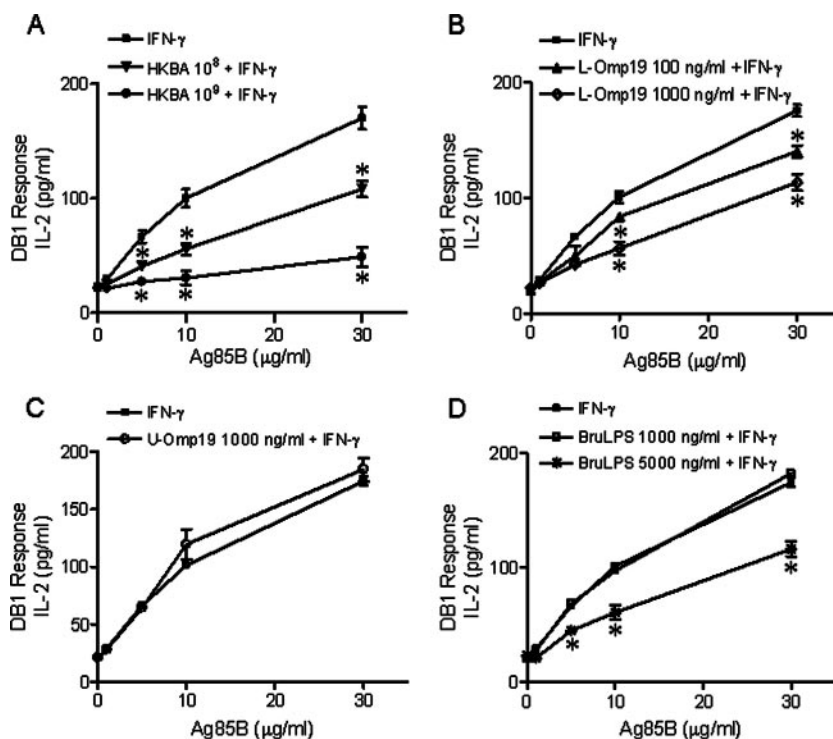 A
IFN-γ
HKBA 10⁸ + IFN-γ
HKBA 10⁹ + IFN-γ
200
100
0
DB1 Response
IL-2 (pg/ml)
* * *
* * *
0 10 20 30
Ag85B (μg/ml)
B
IFN-γ
L-Omp19 100 ng/ml +IFN-γ
L-Omp19 1000 ng/ml + IFN-γ
200
100
0
DB1 Response
IL-2 (pg/ml)
* *
* *
0 10 20 30
Ag85B (μg/ml)
C
IFN-γ
U-Omp19 1000 ng/ml + IFN-γ
200
150
100
50
0
DB1 Response
IL-2 (pg/ml)
0 10 20 30
Ag85B (μg/ml)
D
IFN-γ
BruLPS 1000 ng/ml + IFN-γ
BruLPS 5000 ng/ml + IFN-γ
200
100
0
DB1 Response
IL-2 (pg/ml)
* * *
0 10 20 30
Ag85B (μg/ml)